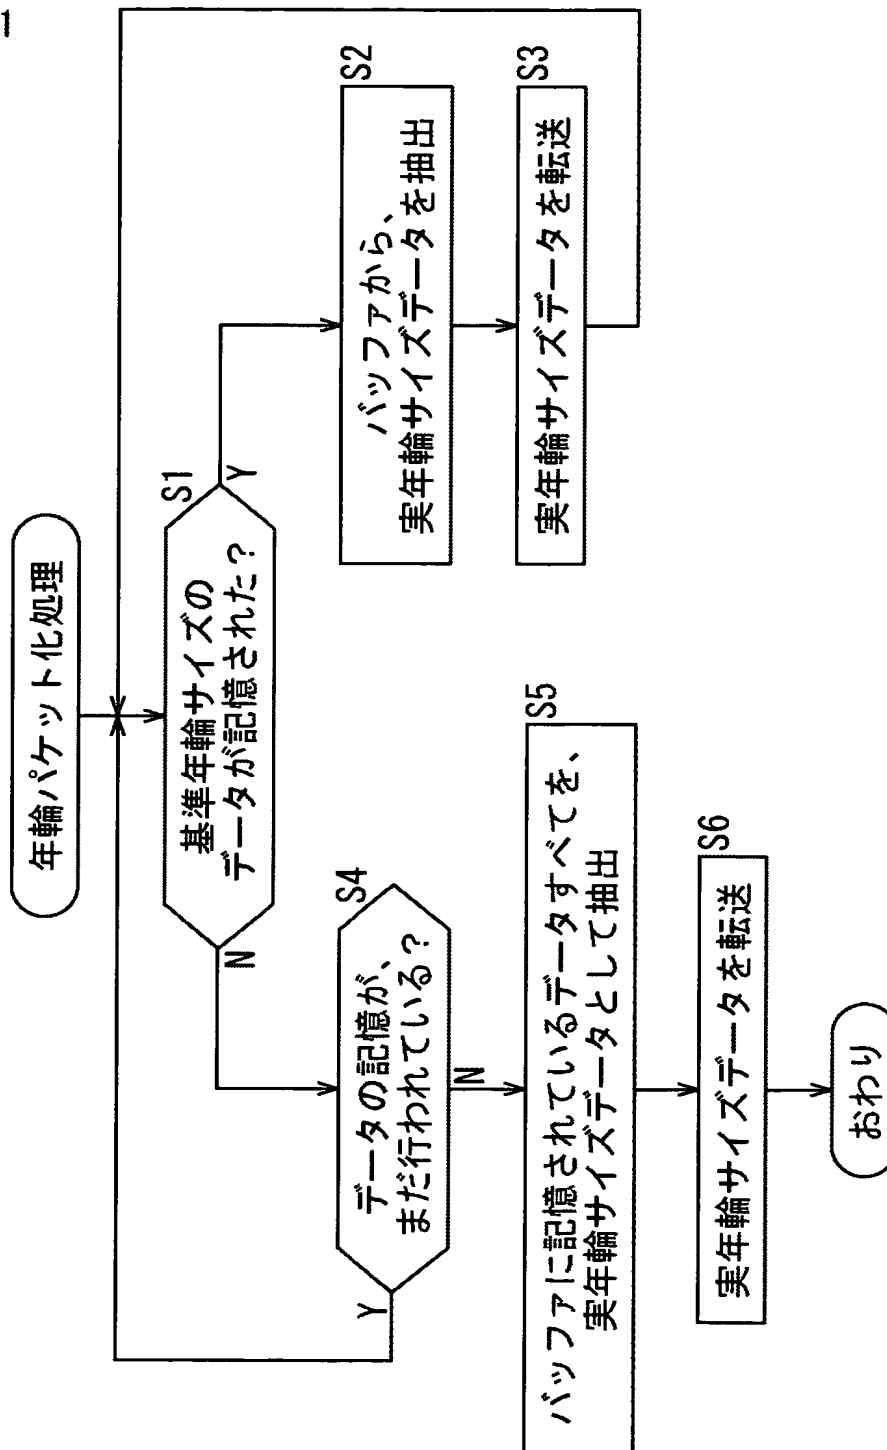 1
年輪パケット化処理
S1
基準年輪サイズの
データが記憶された?
Y
N
S2
バッファから、
実年輪サイズデータを抽出
S3
実年輪サイズデータを転送
S4
データの記憶が、
まだ行われている?
Y
N
S5
バッファに記憶されているデータすべてを、
実年輪サイズデータとして抽出
S6
実年輪サイズデータを転送
おわり